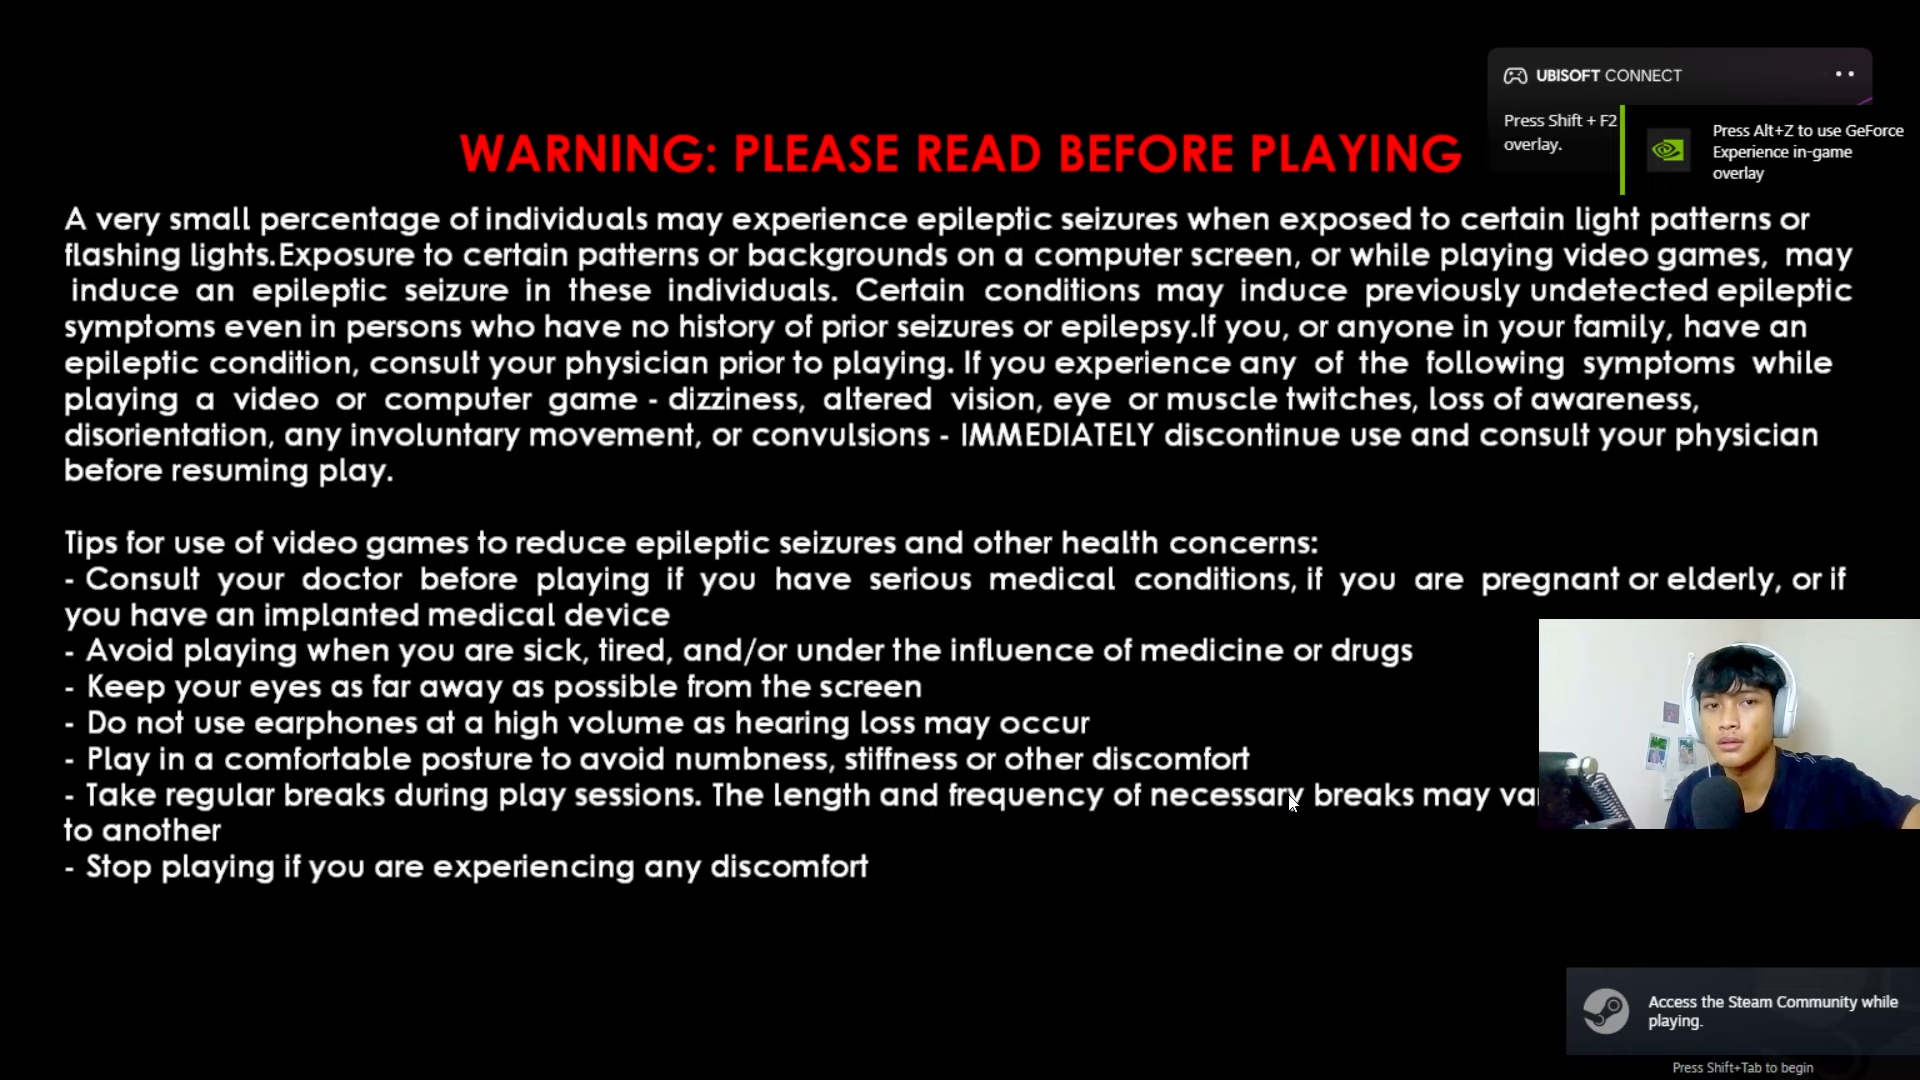 UBISOFT CONNECT
Press Shift + F2
overlay.
Press Alt+Z to use GeForce
Experience in-game
overlay
WARNING: PLEASE READ BEFORE PLAYING
A very small percentage of individuals may experience epileptic seizures when exposed to certain light patterns or
flashing lights.Exposure to certain patterns or backgrounds on a computer screen, or while playing video games, may
induce an epileptic seizure in these individuals. Certain conditions may induce previously undetected epileptic
symptoms even in persons who have no history of prior seizures or epilepsy.If you, or anyone in your family, have an
epileptic condition, consult your physician prior to playing. If you experience any of the following symptoms while
playing a video or computer game - dizziness, altered vision, eye or muscle twitches, loss of awareness,
disorientation, any involuntary movement, or convulsions - IMMEDIATELY discontinue use and consult your physician
before resuming play.
Tips for use of video games to reduce epileptic seizures and other health concerns:
- Consult your doctor before playing if you have serious medical conditions, if you are pregnant or elderly, or if
you have an implanted medical device
- Avoid playing when you are sick, tired, and/or under the influence of medicine or drugs
- Keep your eyes as far away as possible from the screen
- Do not use earphones at a high volume as hearing loss may occur
- Play in a comfortable posture to avoid numbness, stiffness or other discomfort
- Take regular breaks during play sessions. The length and frequency of necessary breaks may
to another
- Stop playing if you are experiencing any discomfort
Access the Steam Community while
playing.
Press Shift+Tab to begin